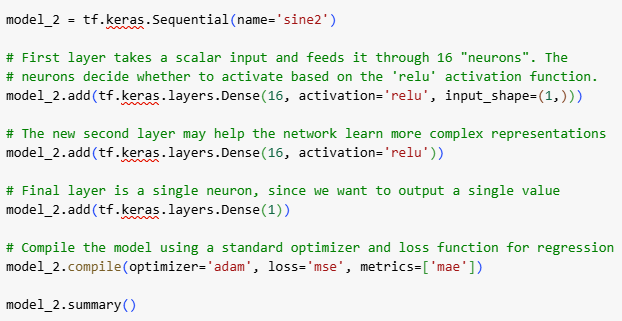 model_2 = tf.keras.Sequential(name='sine2')
# First layer takes a scalar input and feeds it through 16 "neurons". The
# neurons decide whether to activate based on the 'relu' activation function.
model_2.add(tf.keras.layers.Dense(16, activation='relu', input_shape=(1,)))
# The new second layer may help the network learn more complex representations
model_2.add(tf.keras.layers.Dense(16, activation='relu'))
# Final layer is a single neuron, since we want to output a single value
model_2.add(tf.keras.layers.Dense(1))
# Compile the model using a standard optimizer and loss function for regression
model_2.compile(optimizer='adam', loss='mse', metrics=['mae'])
model_2.summary()